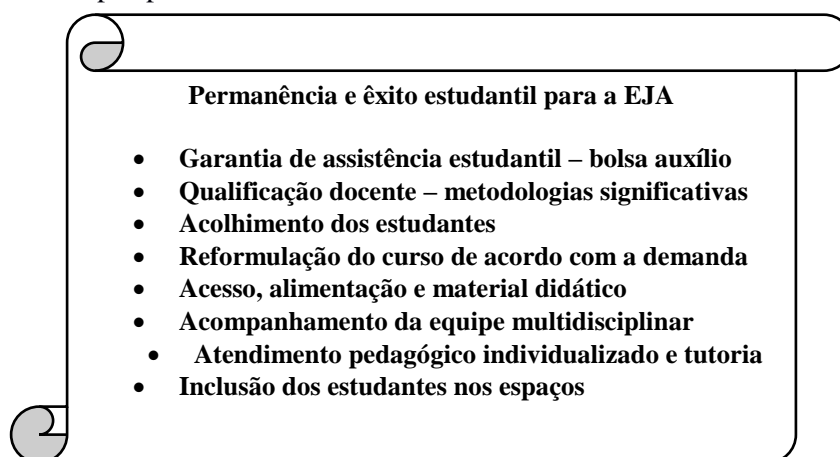 Permanência e êxito estudantil para a EJA
• Garantia de assistência estudantil – bolsa auxílio
• Qualificação docente – metodologias significativas
• Acolhimento dos estudantes
• Reformulação do curso de acordo com a demanda
• Acesso, alimentação e material didático
• Acompanhamento da equipe multidisciplinar
• Atendimento pedagógico individualizado e tutoria
• Inclusão dos estudantes nos espaços